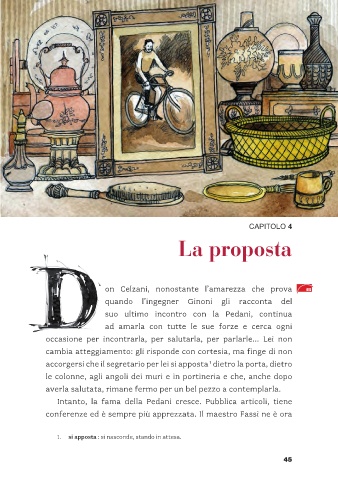 CAPITOLO 4
La proposta
Don Celzani, nonostante l'amarezza che prova
quando l'ingegner Ginoni gli racconta del
suo ultimo incontro con la Pedani, continua
ad amarla con tutte le sue forze e cerca ogni
occasione per incontrarla, per salutarla, per parlarle... Lei non
cambia atteggiamento: gli risponde con cortesia, ma finge di non
accorgersi che il segretario per lei si apposta¹ dietro la porta, dietro
le colonne, agli angoli dei muri e in portineria e che, anche dopo
averla salutata, rimane fermo per un bel pezzo a contemplarla.
Intanto, la fama della Pedani cresce. Pubblica articoli, tiene
conferenze ed è sempre più apprezzata. Il maestro Fassi ne è ora
1. si apposta: si nasconde, stando in attesa.
45